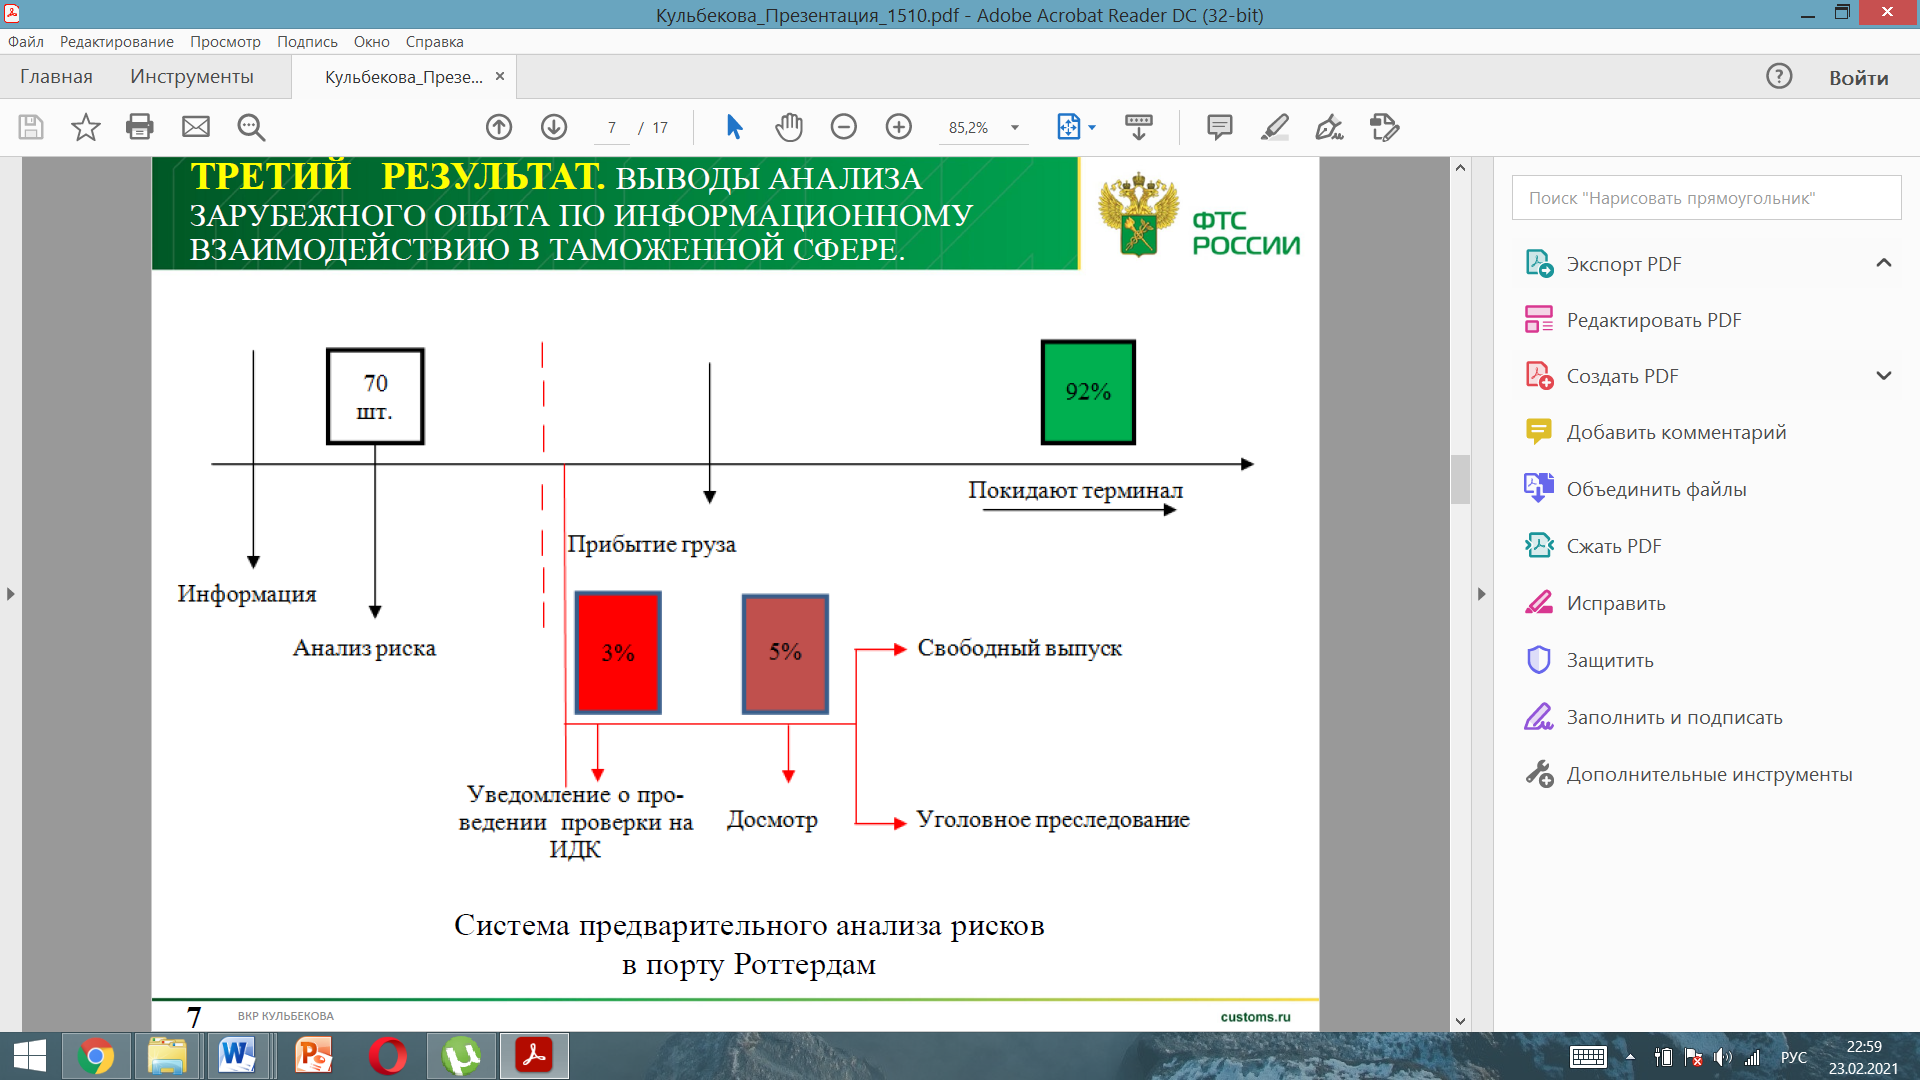 Кульбекова_Презентация_1510.pdf - Adobe Acrobat Reader DC (32-bit)
Файл Редактирование Просмотр Подпись Окно Справка
Главная Инструменты Кульбекова_Презе... × Войти
7 / 17 85,2%
ТРЕТИЙ РЕЗУЛЬТАТ. ВЫВОДЫ АНАЛИЗА
ЗАРУБЕЖНОГО ОПЫТА ПО ИНФОРМАЦИОННОМУ
ВЗАИМОДЕЙСТВИЮ В ТАМОЖЕННОЙ СФЕРЕ.
ФТС
РОССИИ
70
шт.
92%
Покидают терминал
Прибытие груза
Информация
Анализ риска
3%
5%
Свободный выпуск
Уведомление о про-
ведении проверки на
ИДК
Досмотр
Уголовное преследование
Система предварительного анализа рисков
в порту Роттердам
7 ВКР КУЛЬБЕКОВА
customs.ru
Поиск "Нарисовать прямоугольник"
Экспорт PDF
Редактировать PDF
Создать PDF
Добавить комментарий
Объединить файлы
Сжать PDF
Исправить
Защитить
Заполнить и подписать
Дополнительные инструменты
РУС
22:59
23.02.2021